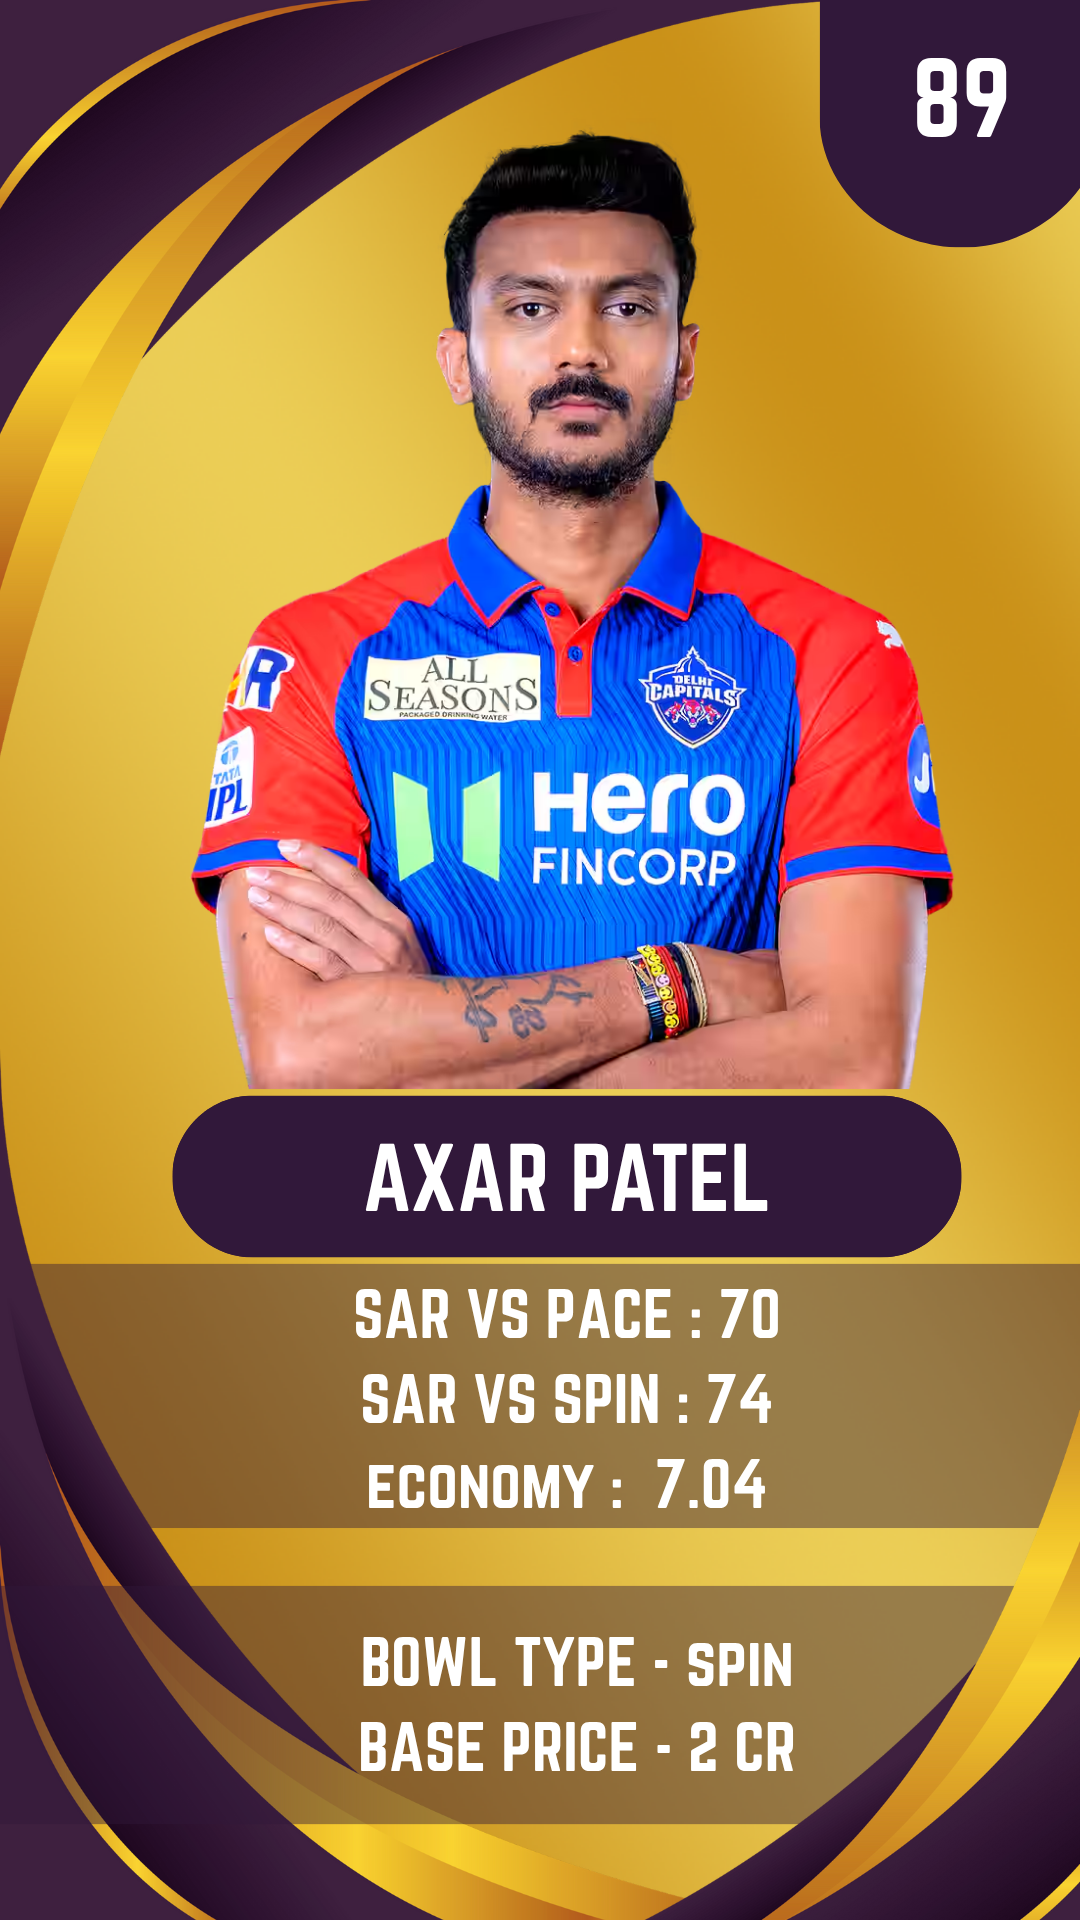 89
ALL
SEASONS
PACKAGED DRINKING WATER
DELHI
CAPITALS
TATA
IPL
Hero
FINCORP
AXAR PATEL
SAR VS PACE : 70
SAR VS SPIN : 74
ECONOMY : 7.04
BOWL TYPE - SPIN
BASE PRICE - 2 CR